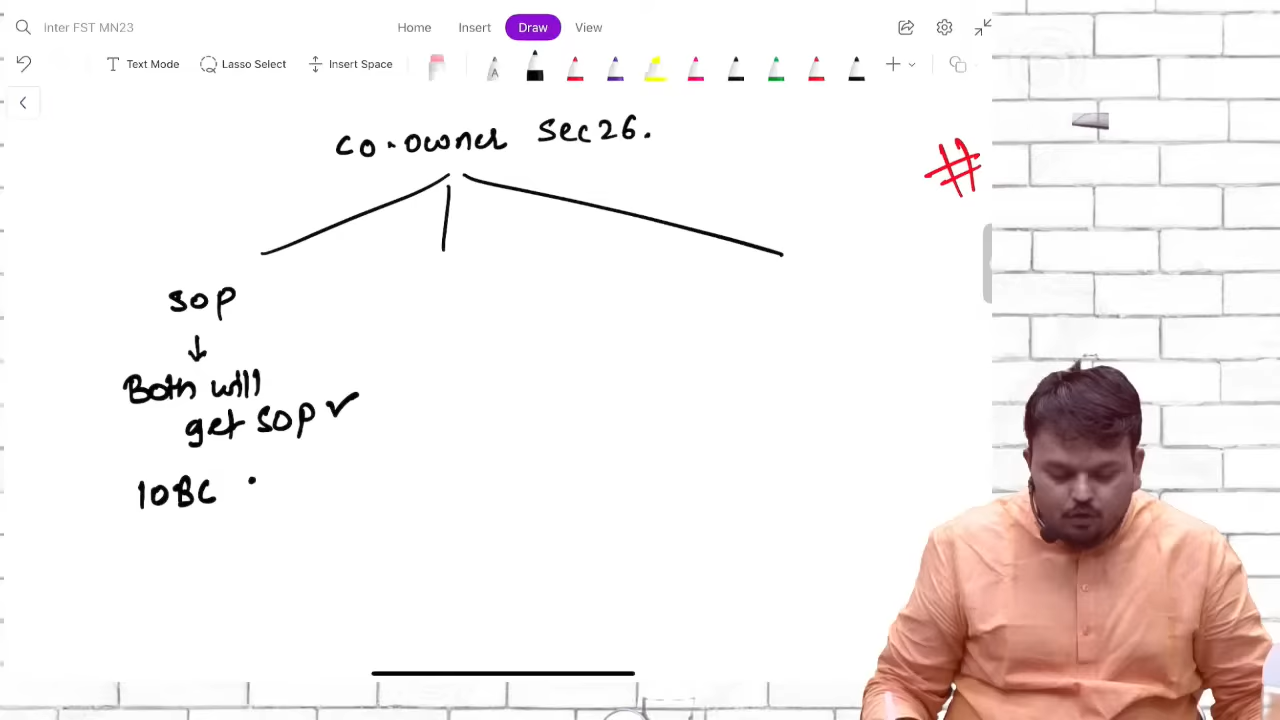 Inter FST MN23
Home Insert Draw View
Text Mode Lasso Select Insert Space
A
Co-owner Sec 26.
#
SOP
↓
Both will
get SOP ✓
10BC